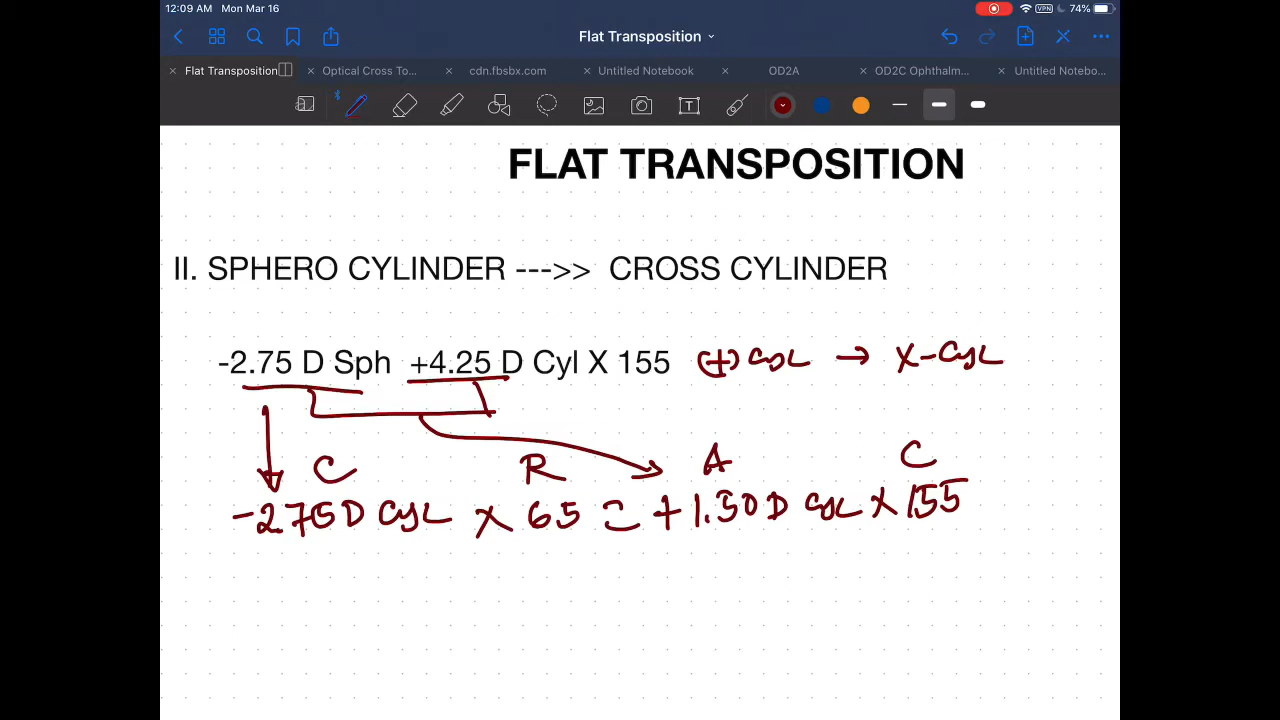 12:09 AM Mon Mar 16 VPN 74%
Flat Transposition
Flat Transposition Optical Cross To... cdn.fbsbx.com Untitled Notebook OD2A OD2C Ophthalm... Untitled Notebo...
FLAT TRANSPOSITION
II. SPHERO CYLINDER --->> CROSS CYLINDER
-2.75 D Sph +4.25 D Cyl X 155 (+) Cyl → X-Cyl
C R A C
-2.75 D Cyl x 65 = +1.50 D Cyl x 155